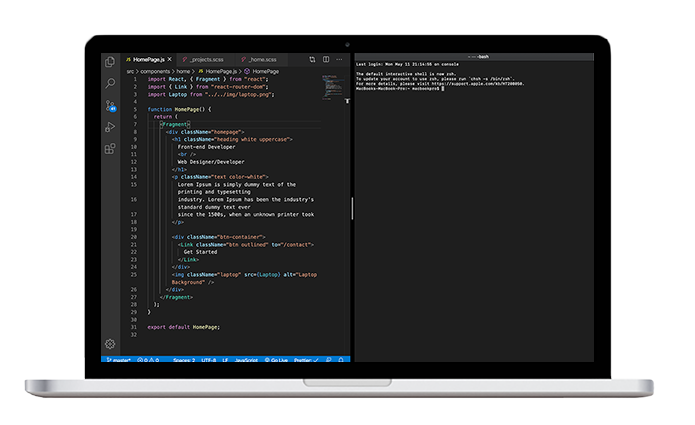 HomePage.js
_projects.scss
_home.scss
src > components > home > HomePage.js > HomePage
1 import React, { Fragment } from "react";
2 import { Link } from "react-router-dom";
3 import Laptop from "../../img/laptop.png";
4
5 function HomePage() {
6 return (
7 <Fragment>
8 <div className="homepage">
9 <h1 className="heading white uppercase">
10 Front-end Developer
11 <br />
12 Web Designer/Developer
13 </h1>
14 <p className="text color-white">
15 Lorem Ipsum is simply dummy text of the
printing and typesetting
16 industry. Lorem Ipsum has been the industry's
standard dummy text ever
17 since the 1500s, when an unknown printer took
18 </p>
19
20 <div className="btn-container">
21 <Link className="btn outlined" to="/contact">
22 Get Started
23 </Link>
24 </div>
25 <img className="laptop" src={Laptop} alt="Laptop
Background" />
26 </div>
27 </Fragment>
28 );
29 }
30
31 export default HomePage;
32
master* 0 0 Spaces: 2 UTF-8 LF JavaScript Go Live Prettier: ✓
-bash
Last login: Mon May 11 21:14:55 on console
The default interactive shell is now zsh.
To update your account to use zsh, please run `chsh -s /bin/zsh`.
For more details, please visit https://support.apple.com/kb/HT208050.
MacBooks-MacBook-Pro:~ macbookpro$